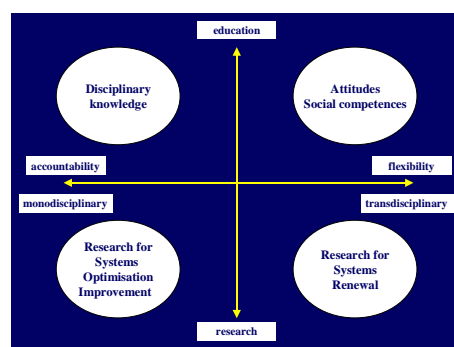 education
Disciplinary
knowledge
Attitudes
Social competences
accountability
flexibility
monodisciplinary
transdisciplinary
Research for
Systems
Optimisation
Improvement
Research for
Systems
Renewal
research